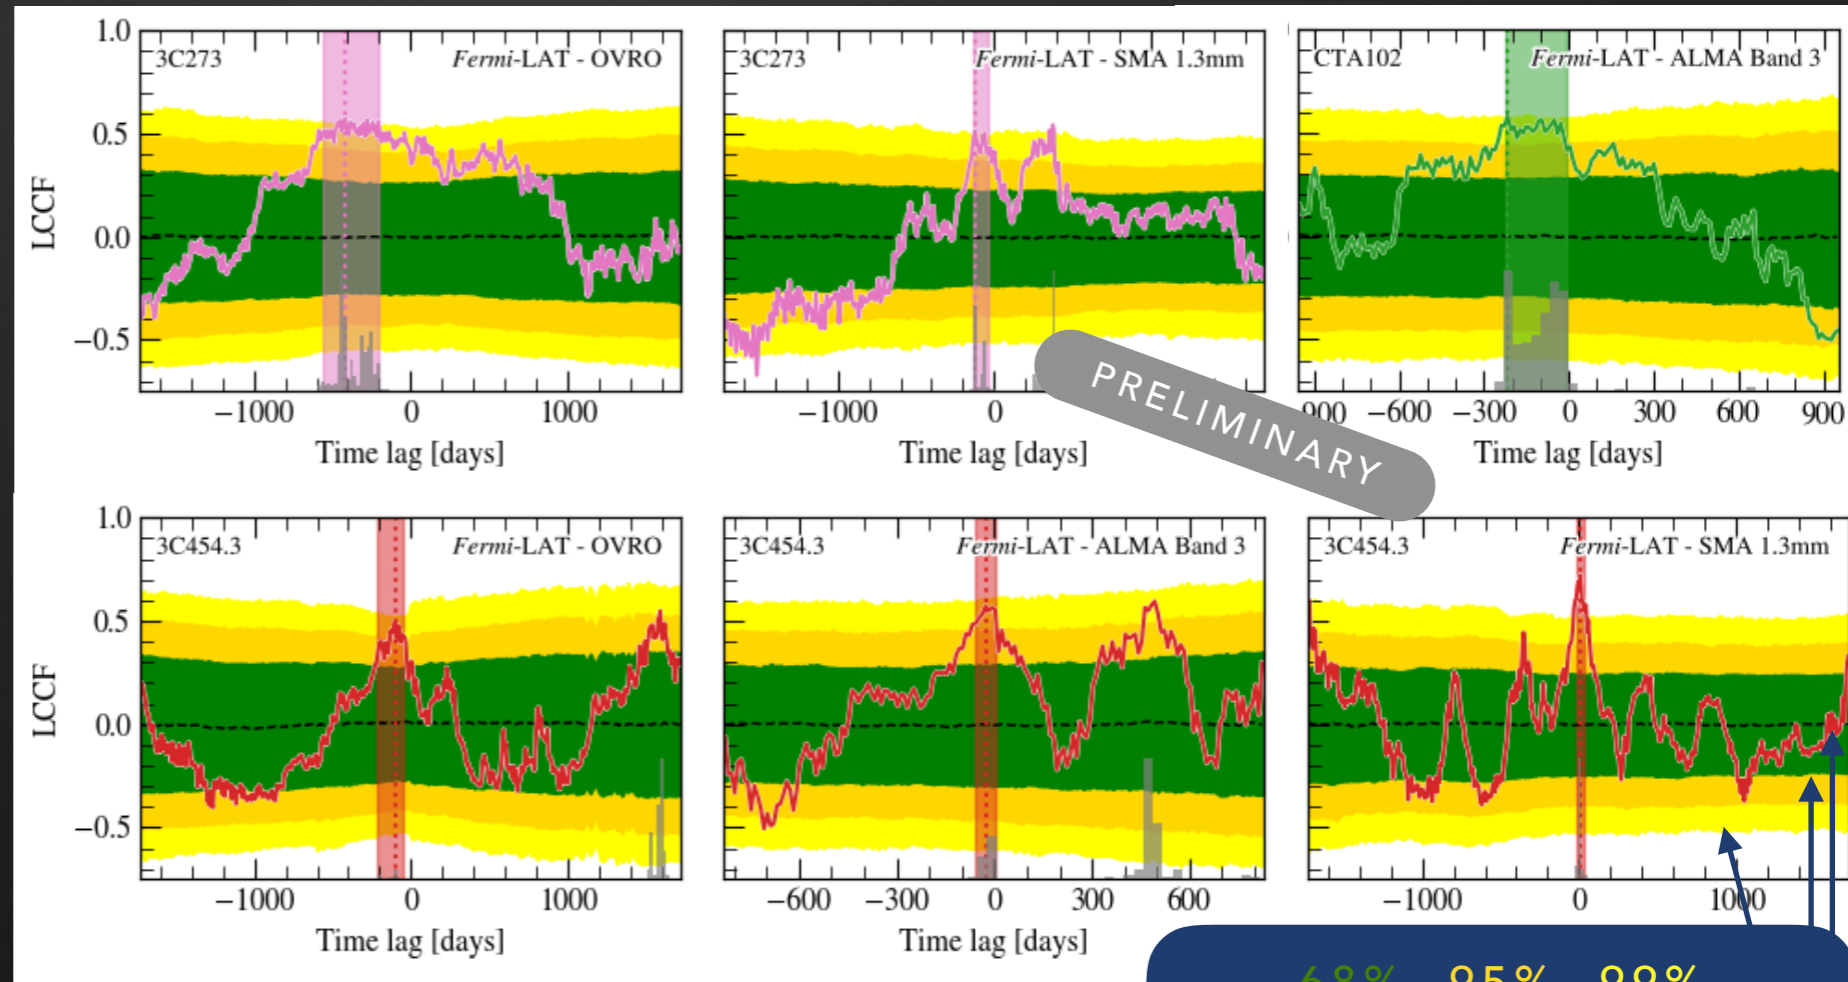 3C273 Fermi-LAT - OVRO
1.0
0.5
0.0
−0.5
LCCF
−1000 0 1000
Time lag [days]
3C273 Fermi-LAT - SMA 1.3mm
−1000 0
Time lag [days]
CTA102 Fermi-LAT - ALMA Band 3
000 −600 −300 0 300 600 900
Time lag [days]
PRELIMINARY
3C454.3 Fermi-LAT - OVRO
1.0
0.5
0.0
−0.5
LCCF
−1000 0 1000
Time lag [days]
3C454.3 Fermi-LAT - ALMA Band 3
−600 −300 0 300 600
Time lag [days]
3C454.3 Fermi-LAT - SMA 1.3mm
−1000 0 1000
68% 95% 99%